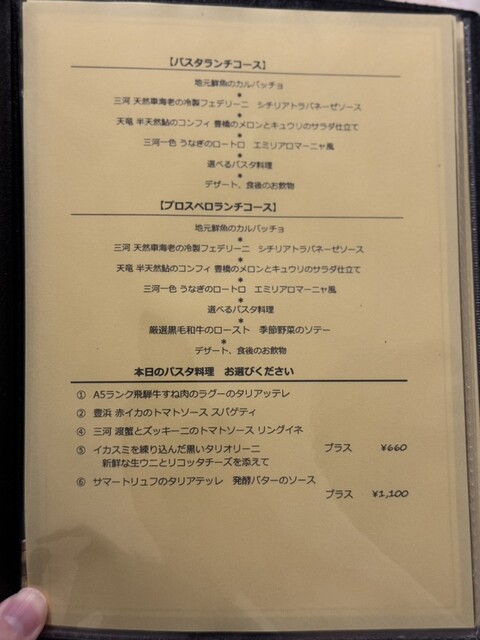 【パスタランチコース】
地元鮮魚のカルパッチョ
*
三河 天然車海老の冷製フェデリーニ シチリアトラパネーゼソース
*
天竜 半天然鮎のコンフィ 豊橋のメロンとキュウリのサラダ仕立て
*
三河一色 うなぎのロートロ エミリアロマーニャ風
*
選べるパスタ料理
*
デザート、食後のお飲物
【プロスペロランチコース】
地元鮮魚のカルパッチョ
*
三河 天然車海老の冷製フェデリーニ シチリアトラパネーゼソース
*
天竜 半天然鮎のコンフィ 豊橋のメロンとキュウリのサラダ仕立て
*
三河一色 うなぎのロートロ エミリアロマーニャ風
*
選べるパスタ料理
*
厳選黒毛和牛のロースト 季節野菜のソテー
*
デザート、食後のお飲物
本日のパスタ料理 お選びください
① A5ランク飛騨牛すね肉のラグーのタリアッテレ
② 豊浜 赤イカのトマトソース スパゲティ
④ 三河 渡蟹とズッキーニのトマトソース リングイネ
⑤ イカスミを練り込んだ黒いタリオリーニ プラス ¥660
新鮮な生ウニとリコッタチーズを添えて
⑥ サマートリュフのタリアテッレ 発酵バターのソース
プラス ¥1,100